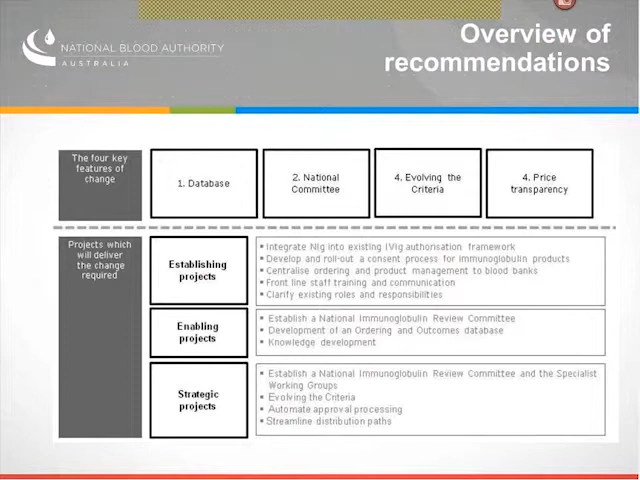 NATIONAL BLOOD AUTHORITY
AUSTRALIA
Overview of
recommendations
The four key
features of
change
1. Database
2. National
Committee
4. Evolving the
Criteria
4. Price
transparency
Projects which
will deliver
the change
required
Establishing
projects
▪ Integrate NIg into existing IVig authorisation framework
▪ Develop and roll-out a consent process for immunoglobulin products
▪ Centralise ordering and product management to blood banks
▪ Front line staff training and communication
▪ Clarify existing roles and responsibilities
Enabling
projects
▪ Establish a National Immunoglobulin Review Committee
▪ Development of an Ordering and Outcomes database
▪ Knowledge development
Strategic
projects
▪ Establish a National Immunoglobulin Review Committee and the Specialist
Working Groups
▪ Evolving the Criteria
▪ Automate approval processing
▪ Streamline distribution paths